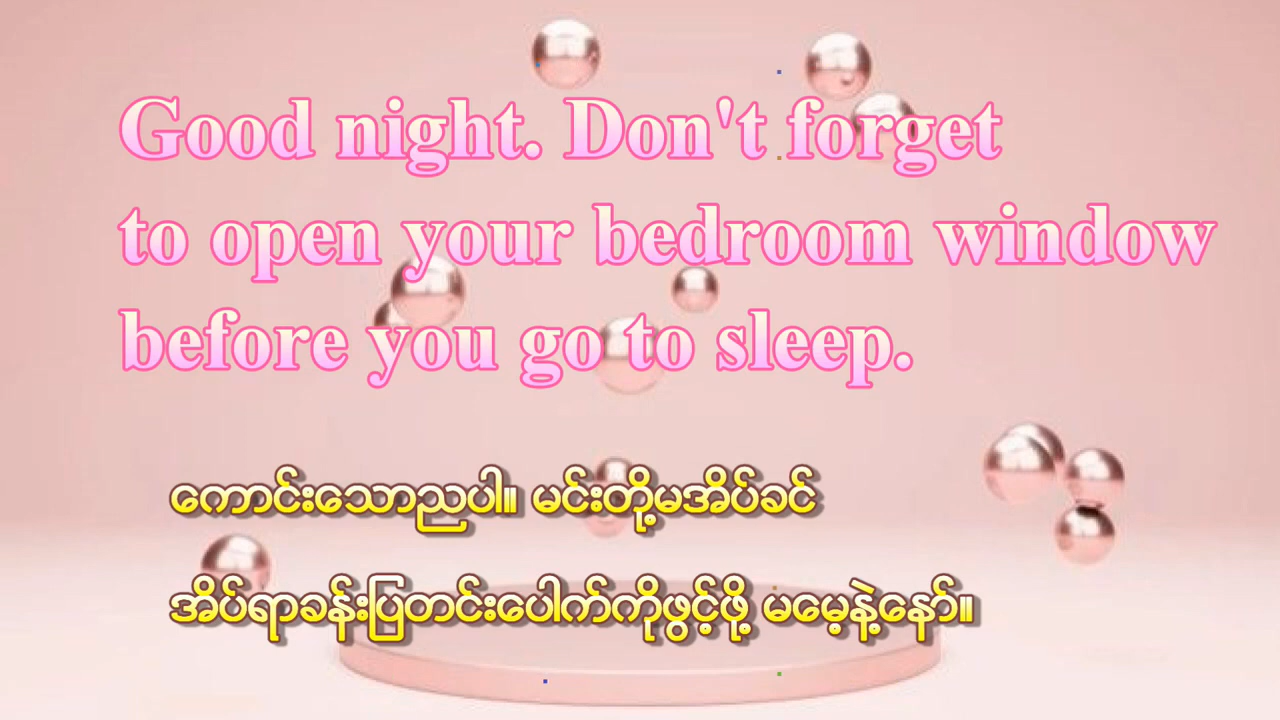 Good night. Don't forget
to open your bedroom window
before you go to sleep.
ကောင်းသောညပါ။ မင်းတို့မအိပ်ခင်
အိပ်ရာခန်းပြတင်းပေါက်ကိုဖွင့်ဖို့ မမေ့နဲ့နော်။